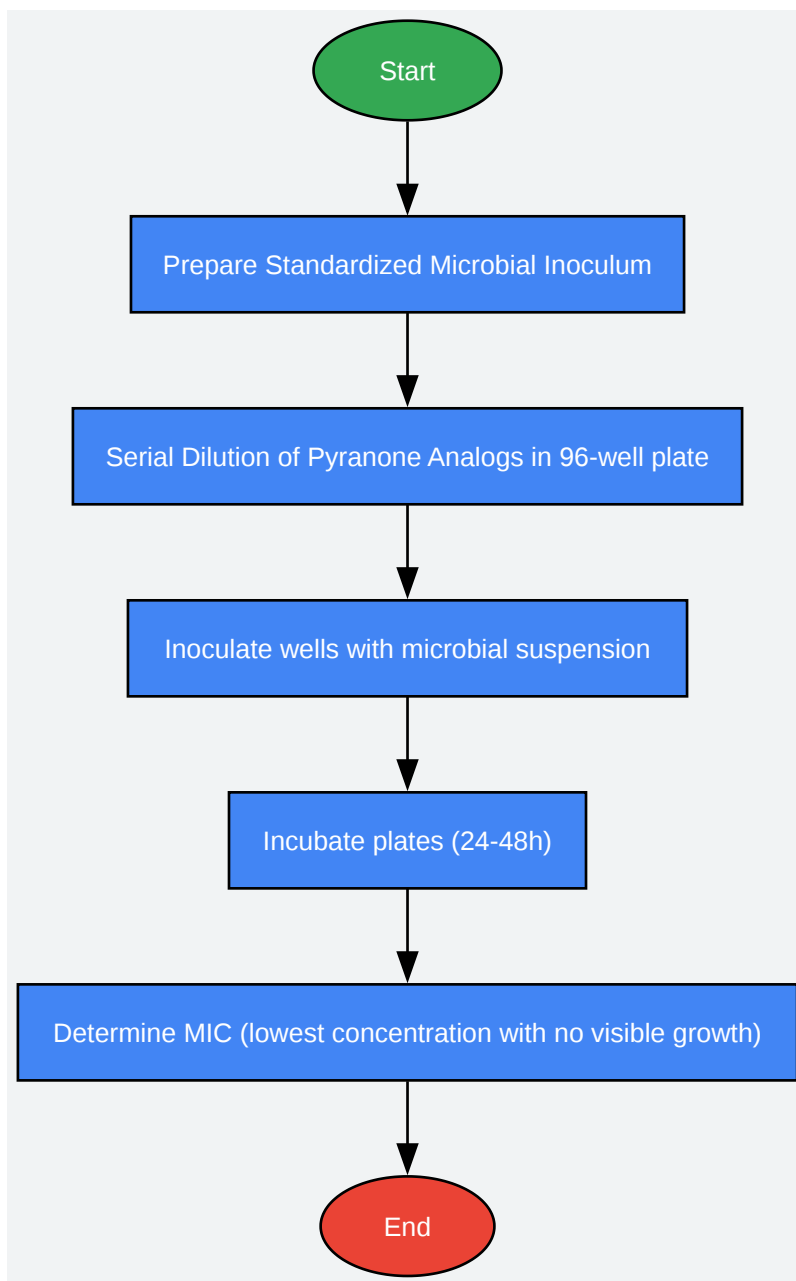 Start
Prepare Standardized Microbial Inoculum
Serial Dilution of Pyranone Analogs in 96-well plate
Inoculate wells with microbial suspension
Incubate plates (24-48h)
Determine MIC (lowest concentration with no visible growth)
End